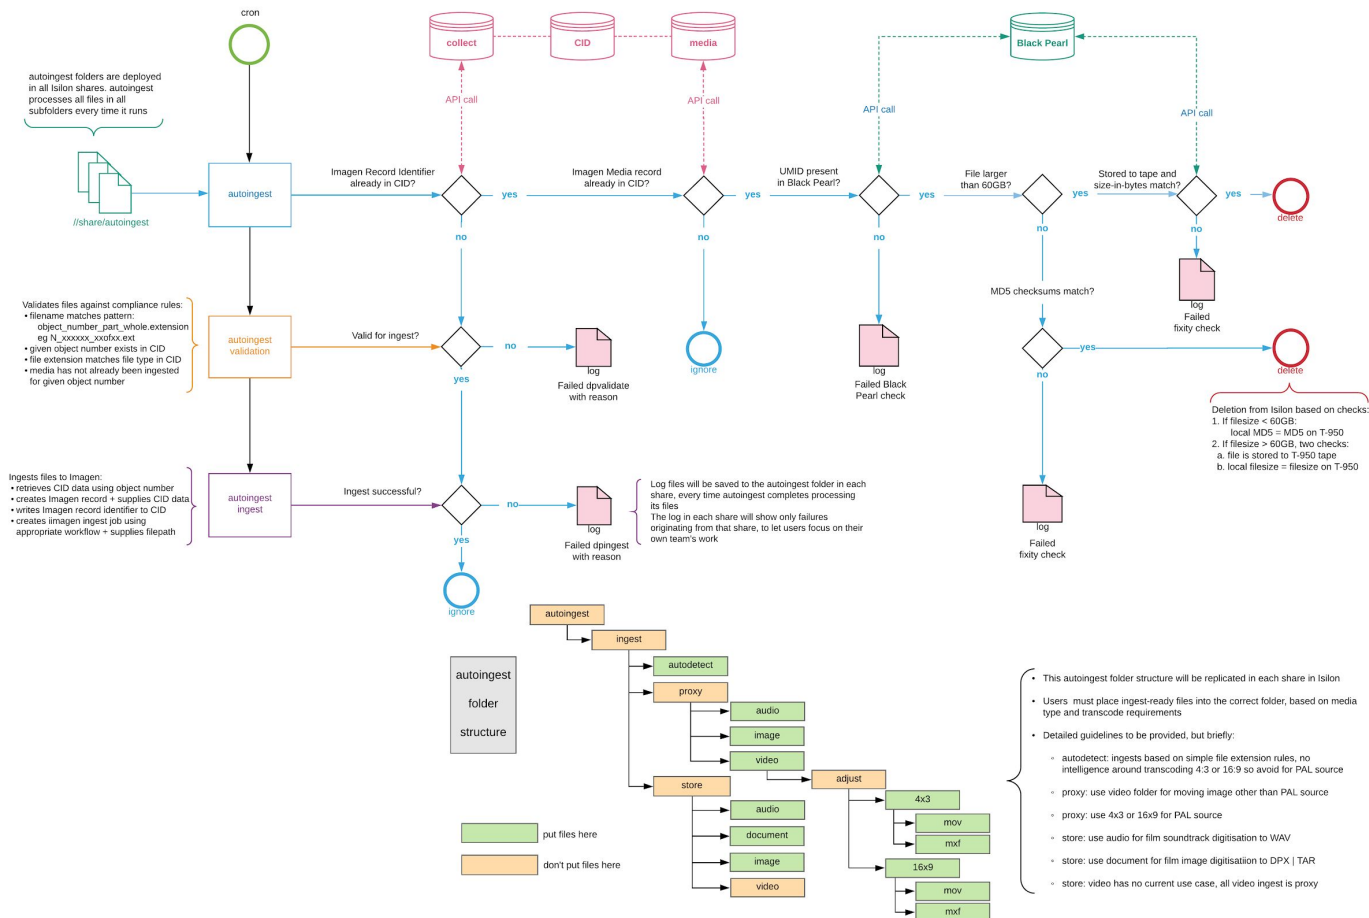 cron
collect
CID
media
Black Pearl
autoingest folders are deployed
in all Isilon shares. autoingest
processes all files in all
subfolders every time it runs
API call
API call
API call
API call
//share/autoingest
autoingest
Imagen Record Identifier
already in CID?
yes
no
Imagen Media record
already in CID?
yes
no
UMID present
in Black Pearl?
yes
no
File larger
than 60GB?
yes
no
Stored to tape and
size-in-bytes match?
yes
no
delete
log
Failed
fixity check
MD5 checksums match?
yes
no
delete
Validates files against compliance rules:
• filename matches pattern:
object_number_part_whole.extension
eg N_xxxxxx_xxofxx.ext
• given object number exists in CID
• file extension matches file type in CID
• media has not already been ingested
for given object number
autoingest
validation
Valid for ingest?
no
yes
log
Failed dpvalidate
with reason
ignore
log
Failed Black
Pearl check
Deletion from Isilon based on checks:
1. If filesize < 60GB:
local MD5 = MD5 on T-950
2. If filesize > 60GB, two checks:
a. file is stored to T-950 tape
b. local filesize = filesize on T-950
Ingests files to Imagen:
• retrieves CID data using object number
• creates Imagen record + supplies CID data
• writes Imagen record identifier to CID
• creates iimagen ingest job using
appropriate workflow + supplies filepath
autoingest
ingest
Ingest successful?
no
yes
log
Failed dpingest
with reason
Log files will be saved to the autoingest folder in each
share, every time autoingest completes processing
its files
The log in each share will show only failures
originating from that share, to let users focus on their
own team's work
log
Failed
fixity check
ignore
autoingest
folder
structure
autoingest
ingest
autodetect
proxy
audio
image
video
adjust
4x3
mov
mxf
16x9
mov
mxf
store
audio
document
image
video
put files here
don't put files here
• This autoingest folder structure will be replicated in each share in Isilon
• Users must place ingest-ready files into the correct folder, based on media
type and transcode requirements
• Detailed guidelines to be provided, but briefly:
◦ autodetect: ingests based on simple file extension rules, no
intelligence around transcoding 4:3 or 16:9 so avoid for PAL source
◦ proxy: use video folder for moving image other than PAL source
◦ proxy: use 4x3 or 16x9 for PAL source
◦ store: use audio for film soundtrack digitisation to WAV
◦ store: use document for film image digitisatiion to DPX | TAR
◦ store: video has no current use case, all video ingest is proxy